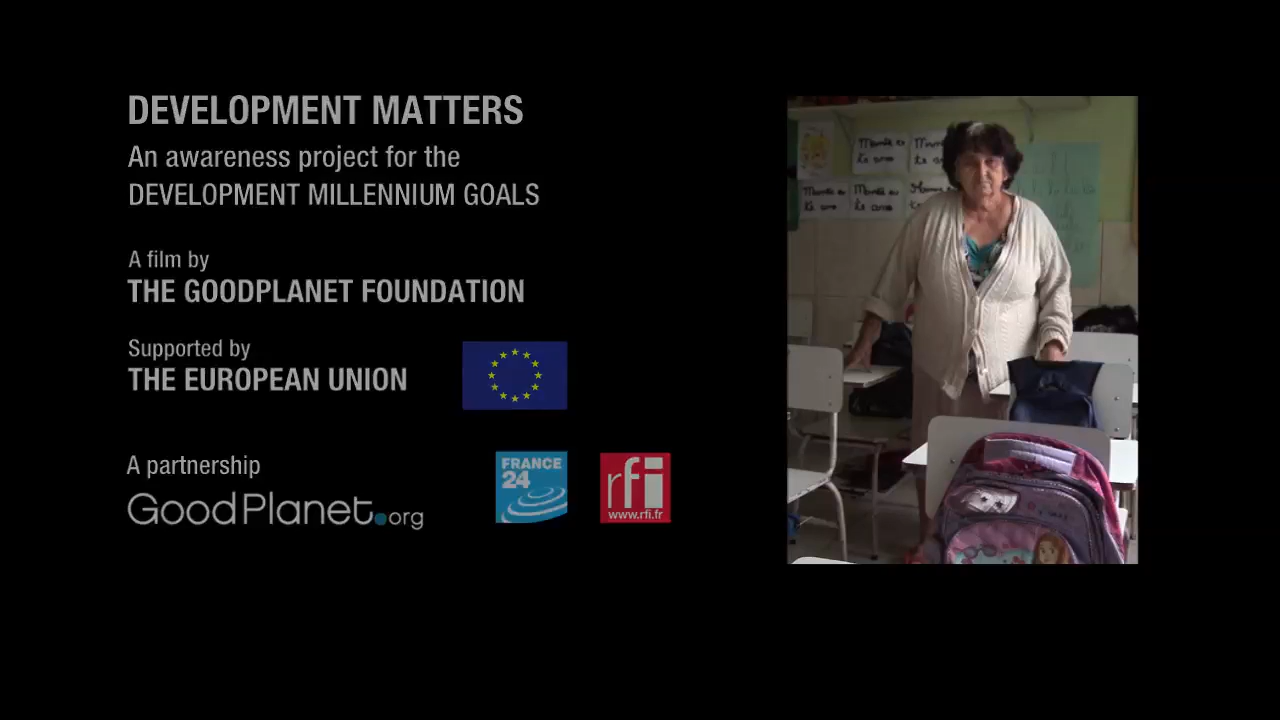 DEVELOPMENT MATTERS
An awareness project for the
DEVELOPMENT MILLENNIUM GOALS
A film by
THE GOODPLANET FOUNDATION
Supported by
THE EUROPEAN UNION
A partnership
GoodPlanet.org
FRANCE
24
rfi
www.rfi.fr